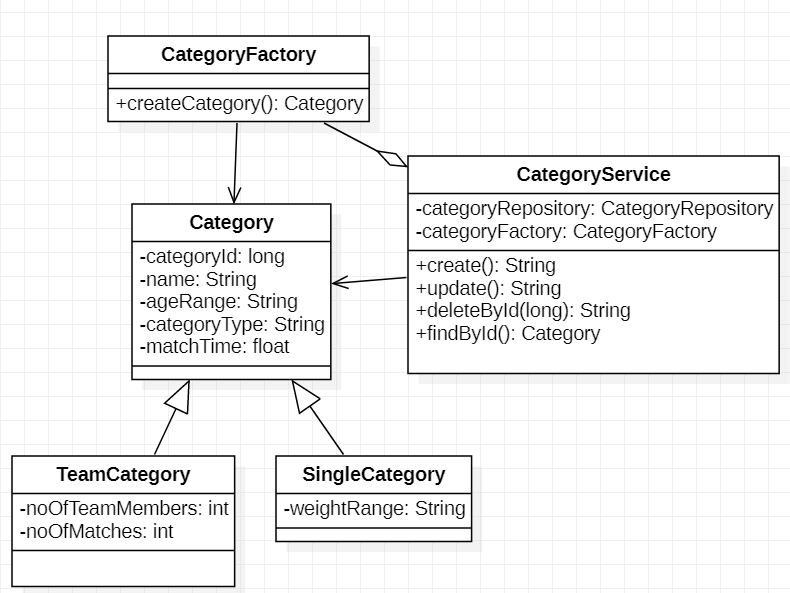 CategoryFactory
+createCategory(): Category
CategoryService
-categoryRepository: CategoryRepository
-categoryFactory: CategoryFactory
+create(): String
+update(): String
+deleteById(long): String
+findById(): Category
Category
-categoryId: long
-name: String
-ageRange: String
-categoryType: String
-matchTime: float
TeamCategory
-noOfTeamMembers: int
-noOfMatches: int
SingleCategory
-weightRange: String